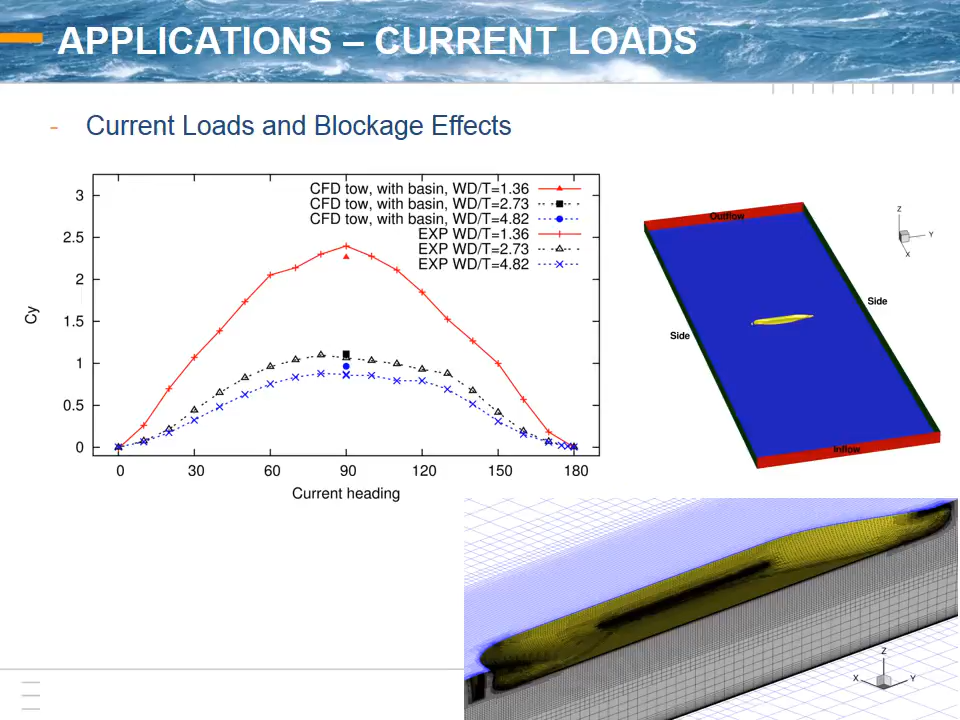 APPLICATIONS – CURRENT LOADS
- Current Loads and Blockage Effects
CFD tow, with basin, WD/T=1.36
CFD tow, with basin, WD/T=2.73
CFD tow, with basin, WD/T=4.82
EXP WD/T=1.36
EXP WD/T=2.73
EXP WD/T=4.82
3
2.5
2
1.5
1
0.5
0
Cy
0 30 60 90 120 150 180
Current heading
Outflow
Side
Side
Inflow
Z
Y
X
Z
X
Y